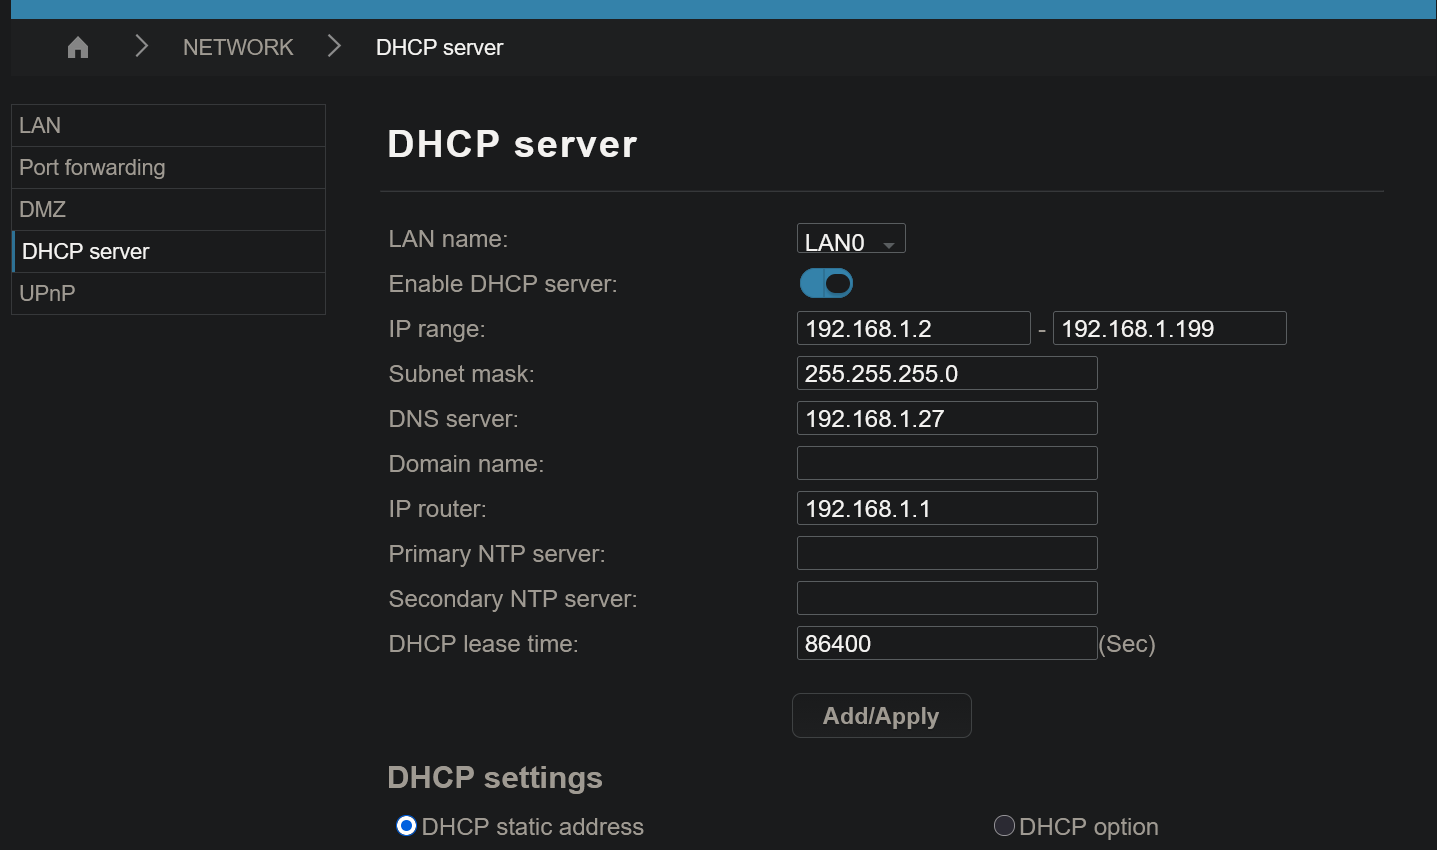 NETWORK DHCP server
LAN
Port forwarding
DMZ
DHCP server
UPnP
DHCP server
LAN name: LAN0
Enable DHCP server:
IP range: 192.168.1.2 - 192.168.1.199
Subnet mask: 255.255.255.0
DNS server: 192.168.1.27
Domain name:
IP router: 192.168.1.1
Primary NTP server:
Secondary NTP server:
DHCP lease time: 86400 (Sec)
Add/Apply
DHCP settings
DHCP static address DHCP option